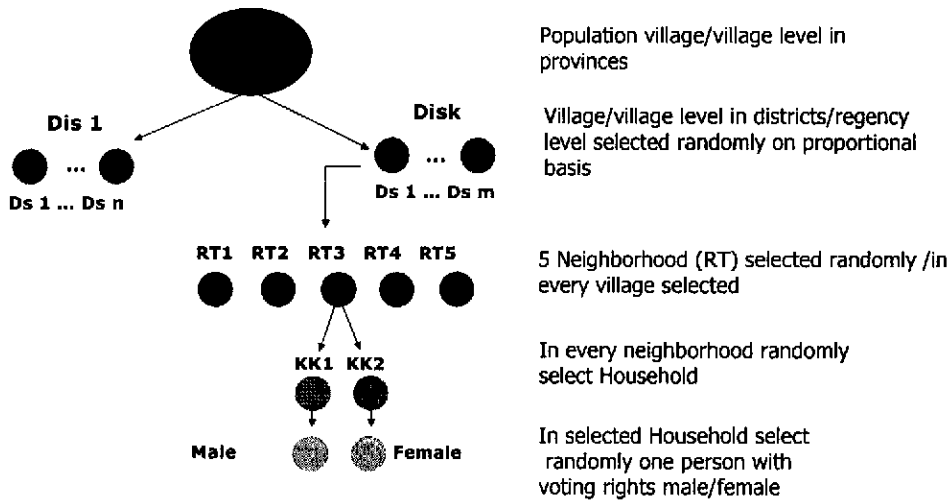 Population village/village level in
provinces
Dis 1
Disk
Village/village level in districts/regency
level selected randomly on proportional
basis
... ...
Ds 1 ... Ds n
Ds 1 ... Ds m
RT1 RT2 RT3 RT4 RT5
5 Neighborhood (RT) selected randomly /in
every village selected
KK1 KK2
In every neighborhood randomly
select Household
Male
Female
In selected Household select
randomly one person with
voting rights male/female